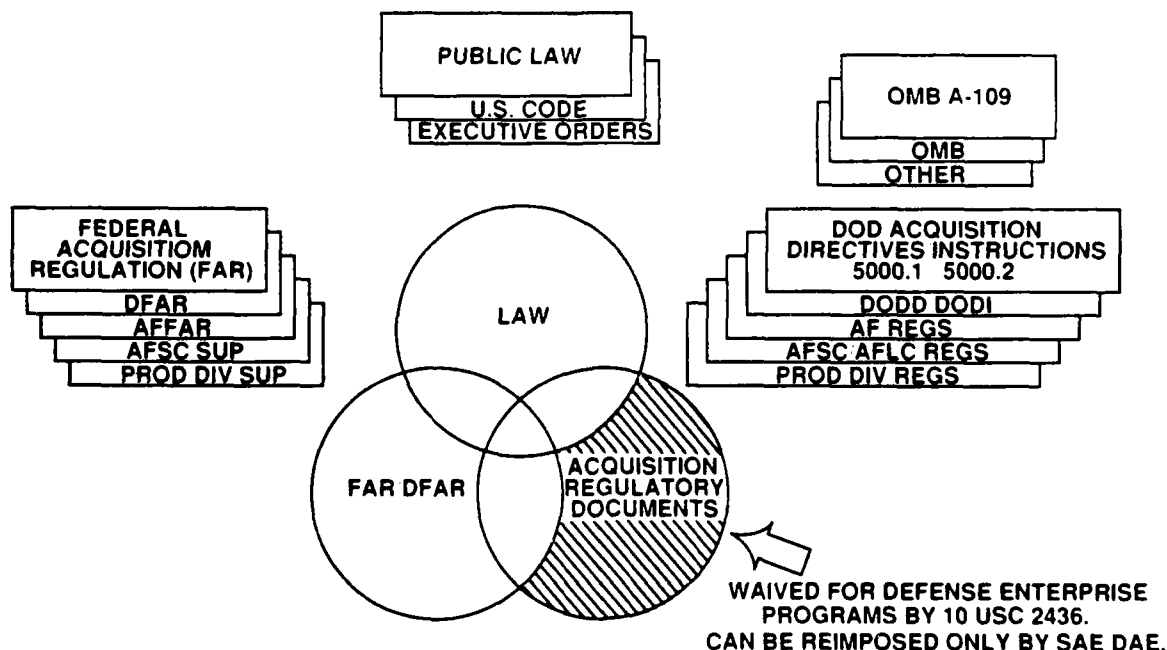 PUBLIC LAW
U.S. CODE
EXECUTIVE ORDERS
OMB A-109
OMB
OTHER
FEDERAL
ACQUISITIOM
REGULATION (FAR)
DFAR
AFFAR
AFSC SUP
PROD DIV SUP
DOD ACQUISITION
DIRECTIVES INSTRUCTIONS
5000.1 5000.2
DODD DODI
AF REGS
AFSC AFLC REGS
PROD DIV REGS
LAW
FAR DFAR
ACQUISITION
REGULATORY
DOCUMENTS
WAIVED FOR DEFENSE ENTERPRISE
PROGRAMS BY 10 USC 2436.
CAN BE REIMPOSED ONLY BY SAE DAE.